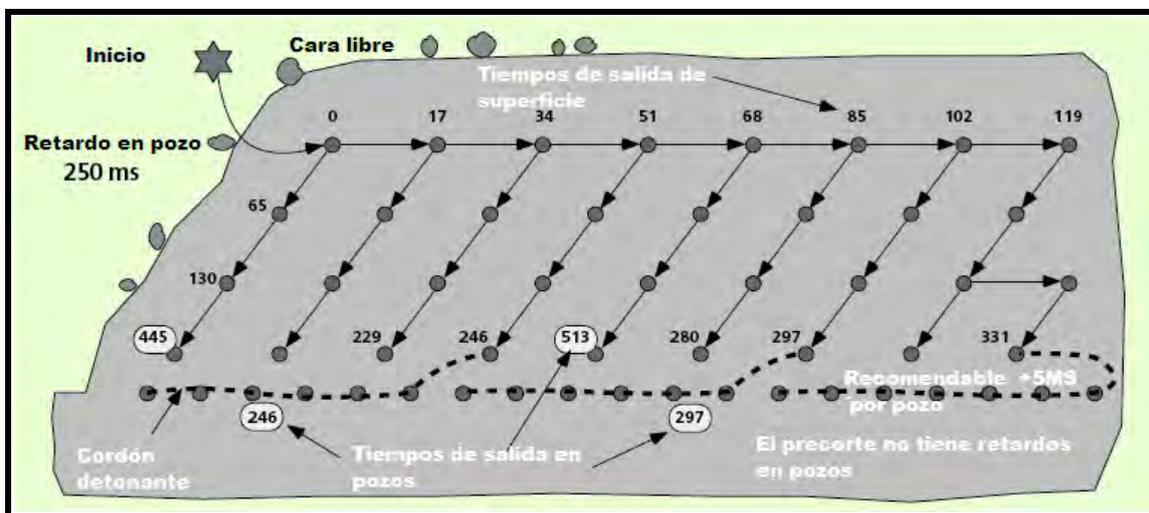 Inicio
Cara libre
Tiempos de salida de
superficie
Retardo en pozo
250 ms
0 17 34 51 68 85 102 119
65
130
445 229 246 513 280 297 331
Recomendable +5MS
por pozo
246 297
Cordón
detonante
Tiempos de salida en
pozos
El precorte no tiene retardos
en pozos